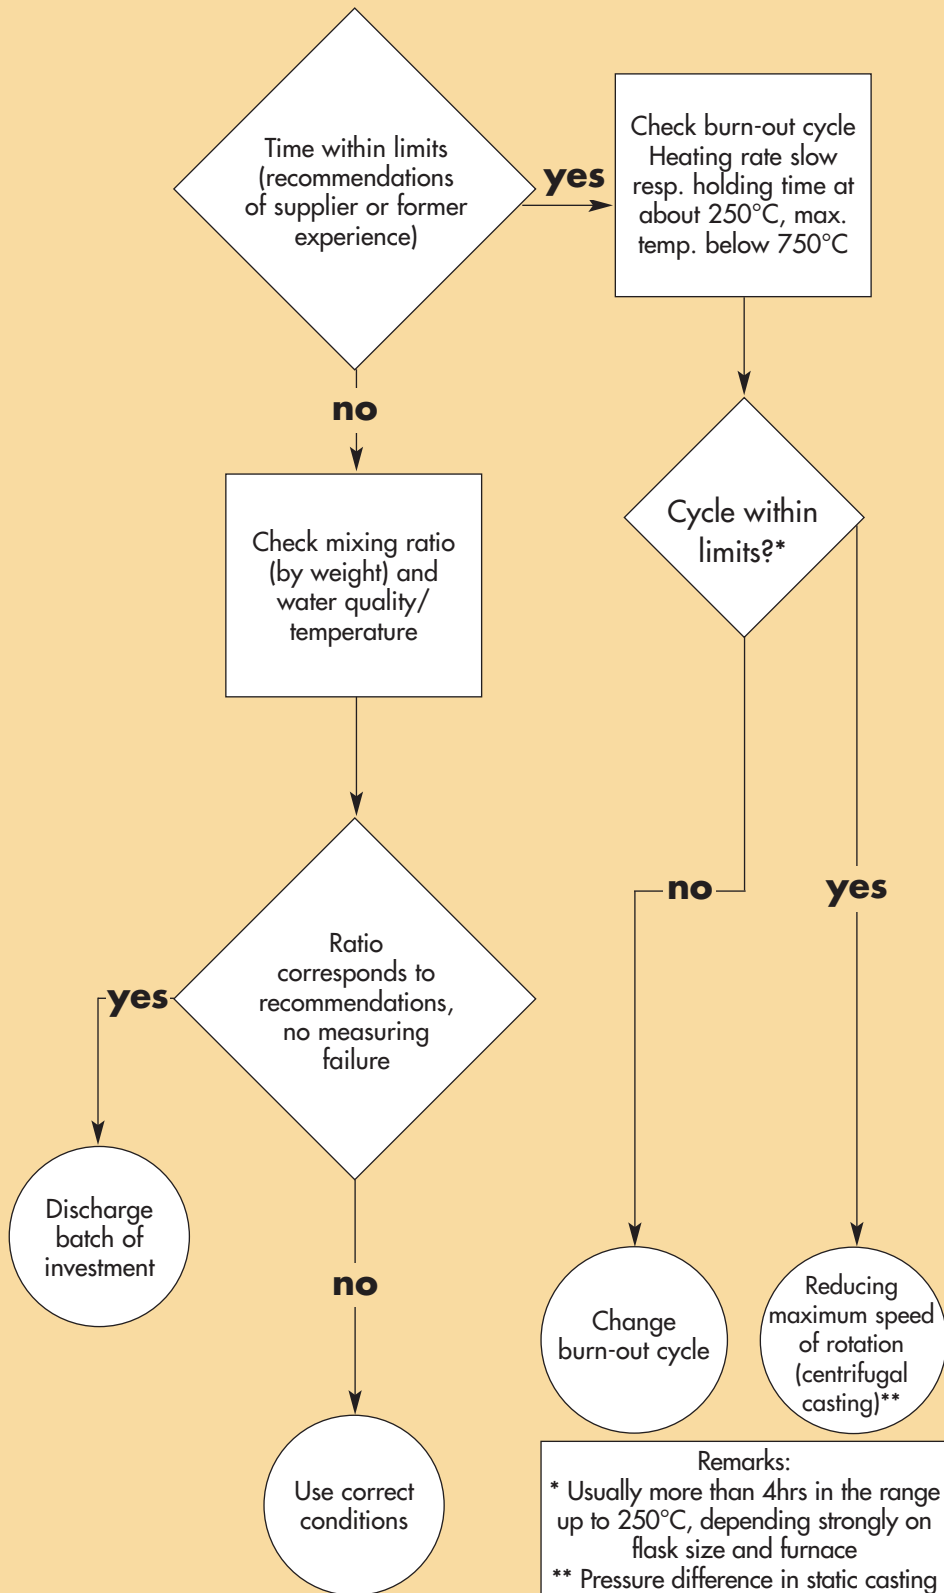 Time within limits
(recommendations
of supplier or former
experience)
yes
Check burn-out cycle
Heating rate slow
resp. holding time at
about 250°C, max.
temp. below 750°C
no
Check mixing ratio
(by weight) and
water quality/
temperature
Cycle within
limits?*
no
yes
Ratio
corresponds to
recommendations,
no measuring
failure
yes
Discharge
batch of
investment
no
Use correct
conditions
Change
burn-out cycle
Reducing
maximum speed
of rotation
(centrifugal
casting)**
Remarks:
* Usually more than 4hrs in the range
up to 250°C, depending strongly on
flask size and furnace
** Pressure difference in static casting